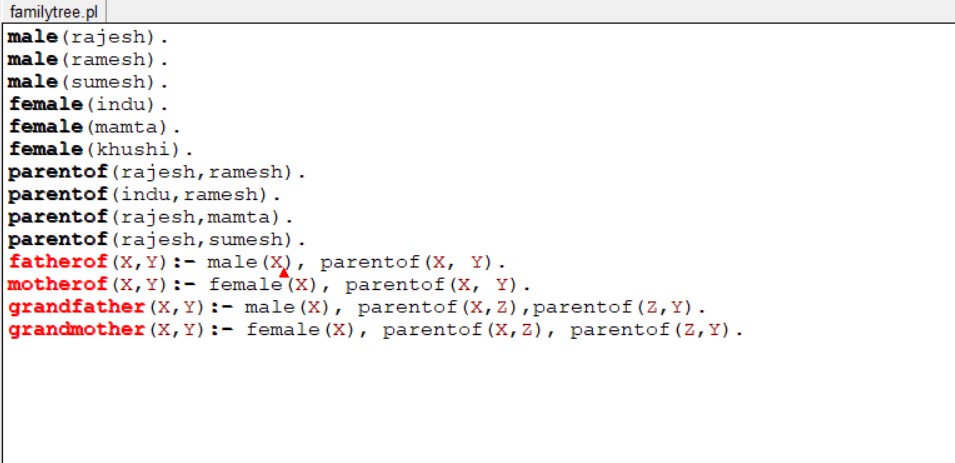 familytree.pl
male(rajesh).
male(ramesh).
male(sumesh).
female(indu).
female(mamta).
female(khushi).
parentof(rajesh,ramesh).
parentof(indu,ramesh).
parentof(rajesh,mamta).
parentof(rajesh,sumesh).
fatherof(X,Y):- male(X), parentof(X, Y).
motherof(X,Y):- female(X), parentof(X, Y).
grandfather(X,Y):- male(X), parentof(X,Z),parentof(Z,Y).
grandmother(X,Y):- female(X), parentof(X,Z), parentof(Z,Y).